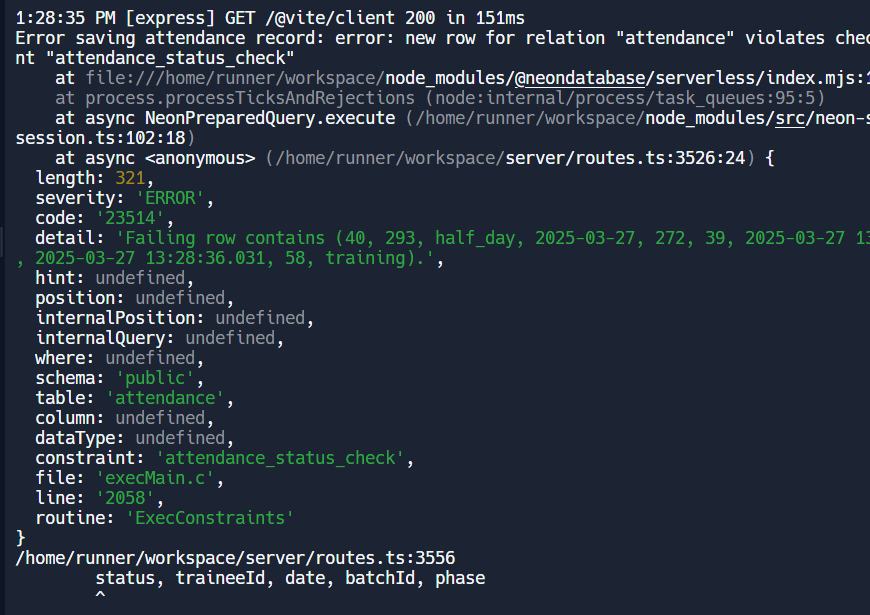 1:28:35 PM [express] GET /@vite/client 200 in 151ms
Error saving attendance record: error: new row for relation "attendance" violates chec
nt "attendance_status_check"
at file:///home/runner/workspace/node_modules/@neondatabase/serverless/index.mjs:1
at process.processTicksAndRejections (node:internal/process/task_queues:95:5)
at async NeonPreparedQuery.execute (/home/runner/workspace/node_modules/src/neon-s
session.ts:102:18)
at async <anonymous> (/home/runner/workspace/server/routes.ts:3526:24) {
length: 321,
severity: 'ERROR',
code: '23514',
detail: 'Failing row contains (40, 293, half_day, 2025-03-27, 272, 39, 2025-03-27 13
, 2025-03-27 13:28:36.031, 58, training).',
hint: undefined,
position: undefined,
internalPosition: undefined,
internalQuery: undefined,
where: undefined,
schema: 'public',
table: 'attendance',
column: undefined,
dataType: undefined,
constraint: 'attendance_status_check',
file: 'execMain.c',
line: '2058',
routine: 'ExecConstraints'
}
/home/runner/workspace/server/routes.ts:3556
status, traineeId, date, batchId, phase
^